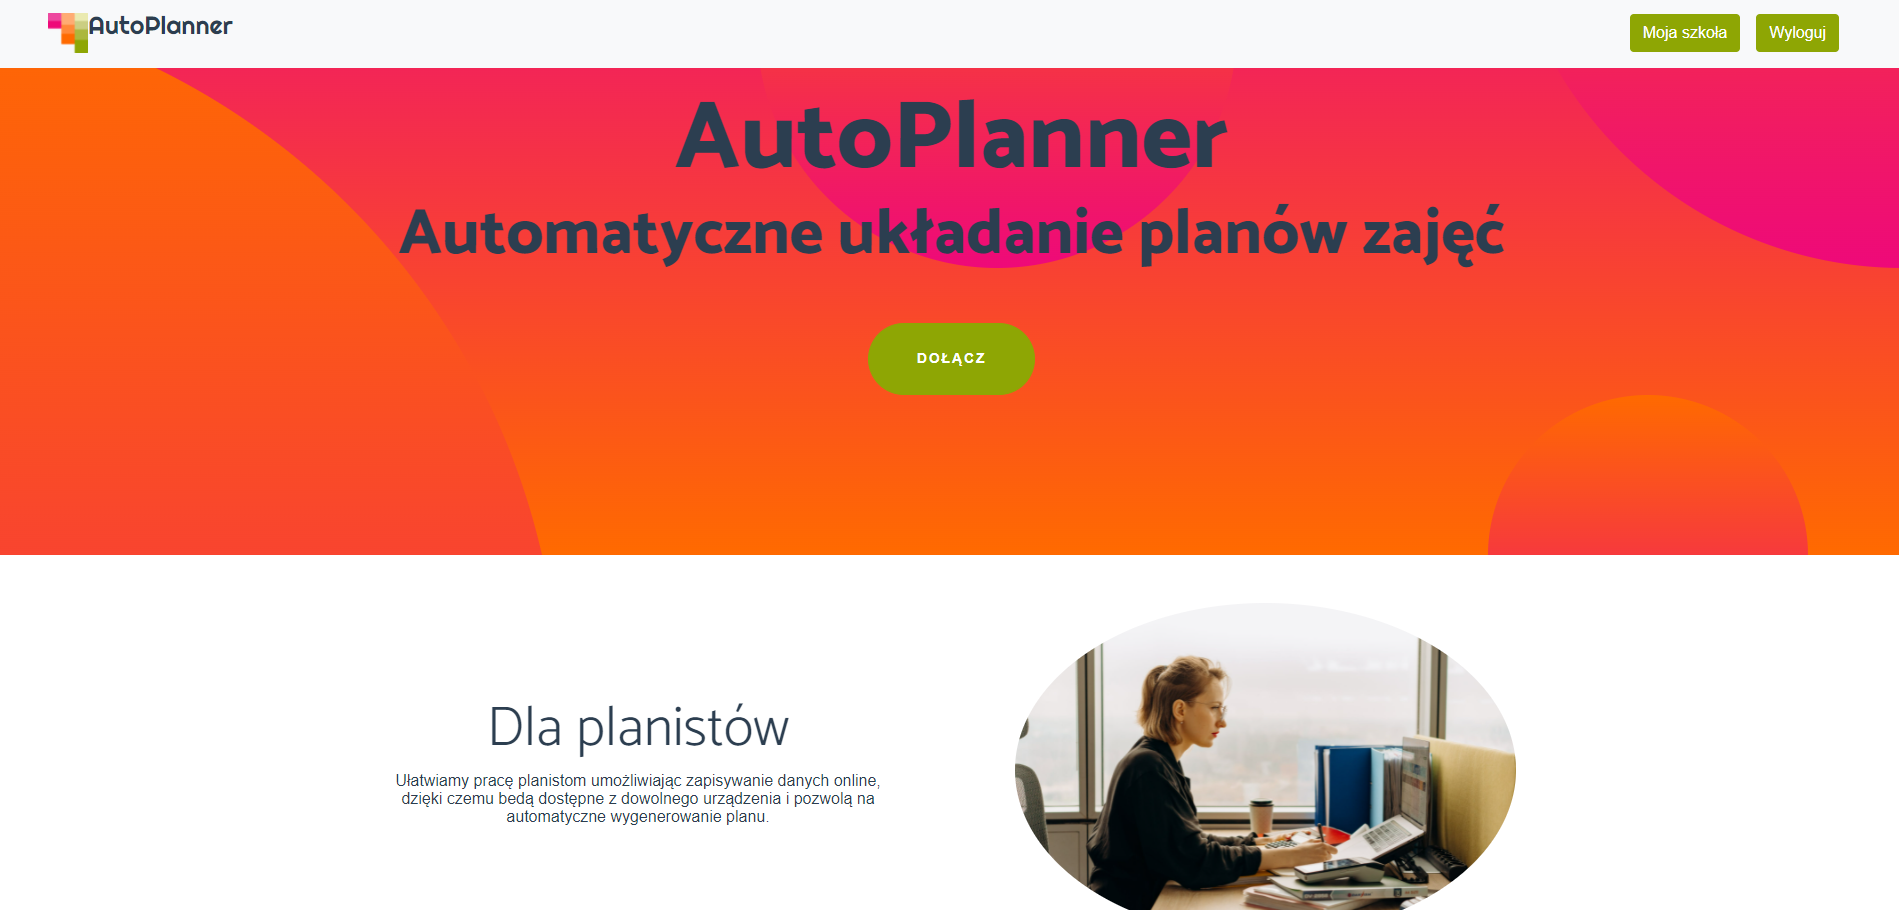 AutoPlanner
Moja szkoła
Wyloguj
AutoPlanner
Automatyczne układanie planów zajęć
DOŁĄCZ
Dla planistów
Ułatwiamy pracę planistom umożliwiając zapisywanie danych online,
dzięki czemu bedą dostępne z dowolnego urządzenia i pozwolą na
automatyczne wygenerowanie planu.